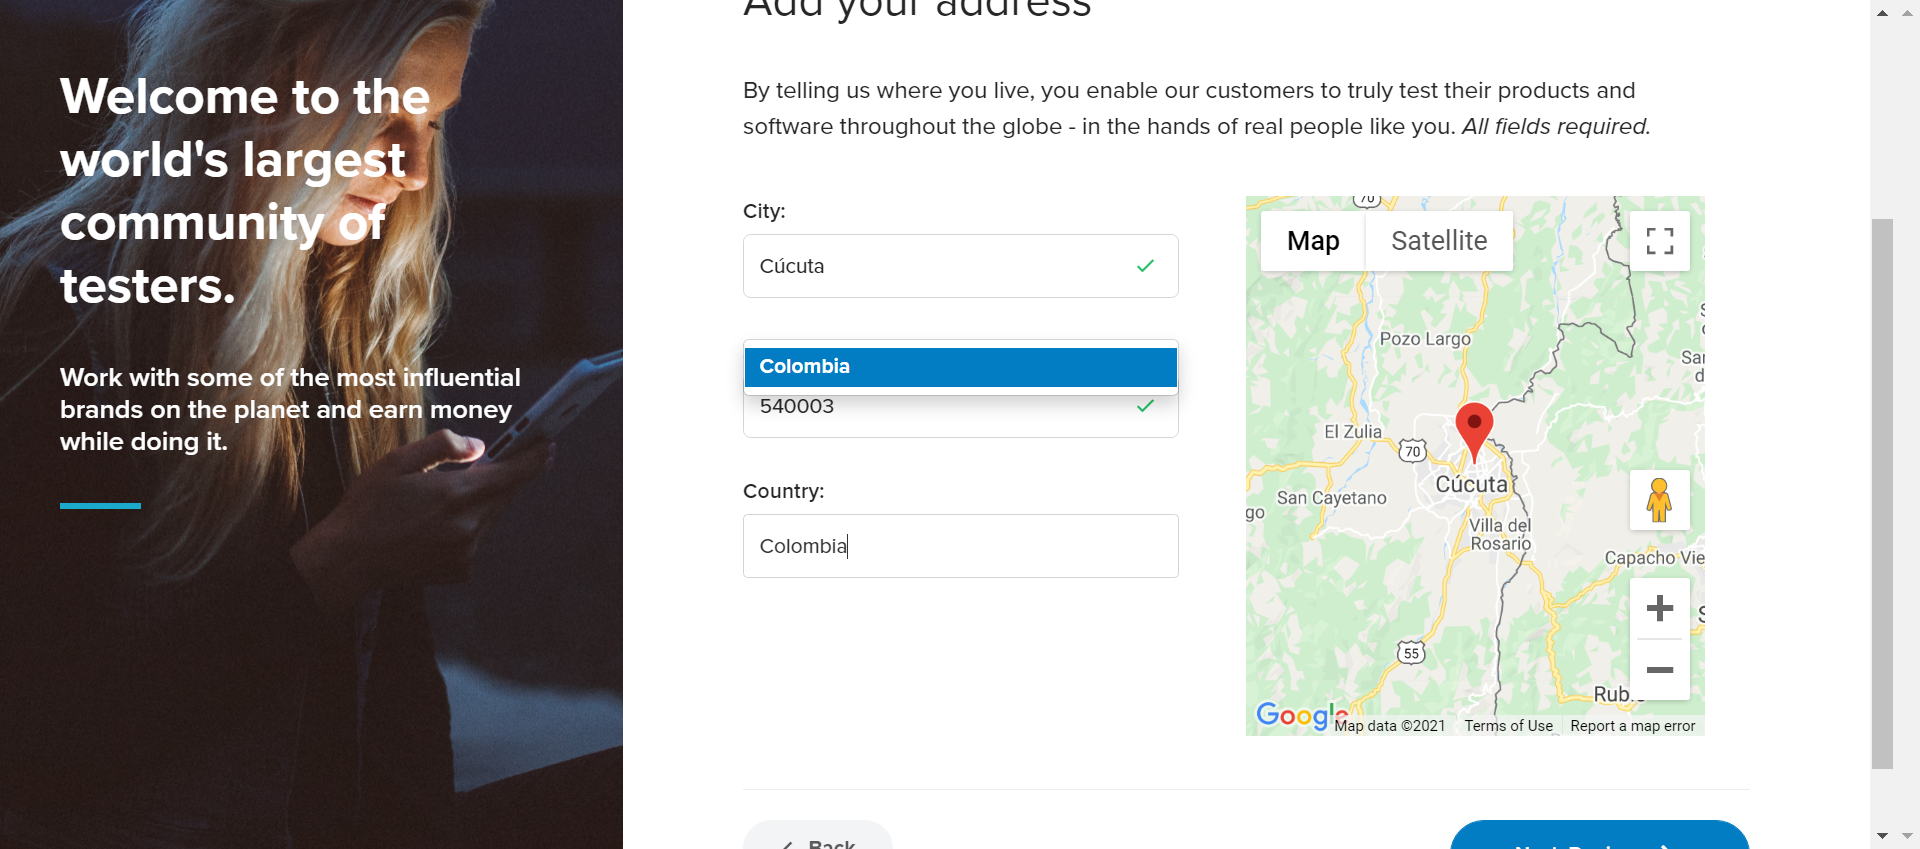 Add your address
Welcome to the
world's largest
community of
testers.
Work with some of the most influential
brands on the planet and earn money
while doing it.
By telling us where you live, you enable our customers to truly test their products and
software throughout the globe - in the hands of real people like you. All fields required.
City:
Cúcuta
Colombia
540003
Country:
Colombia
Map
Satellite
70
Pozo Largo
El Zulia
70
Cúcuta
San Cayetano
Villa del
Rosario
Capacho Vie
55
Google
Map data ©2021
Terms of Use
Report a map error
Back